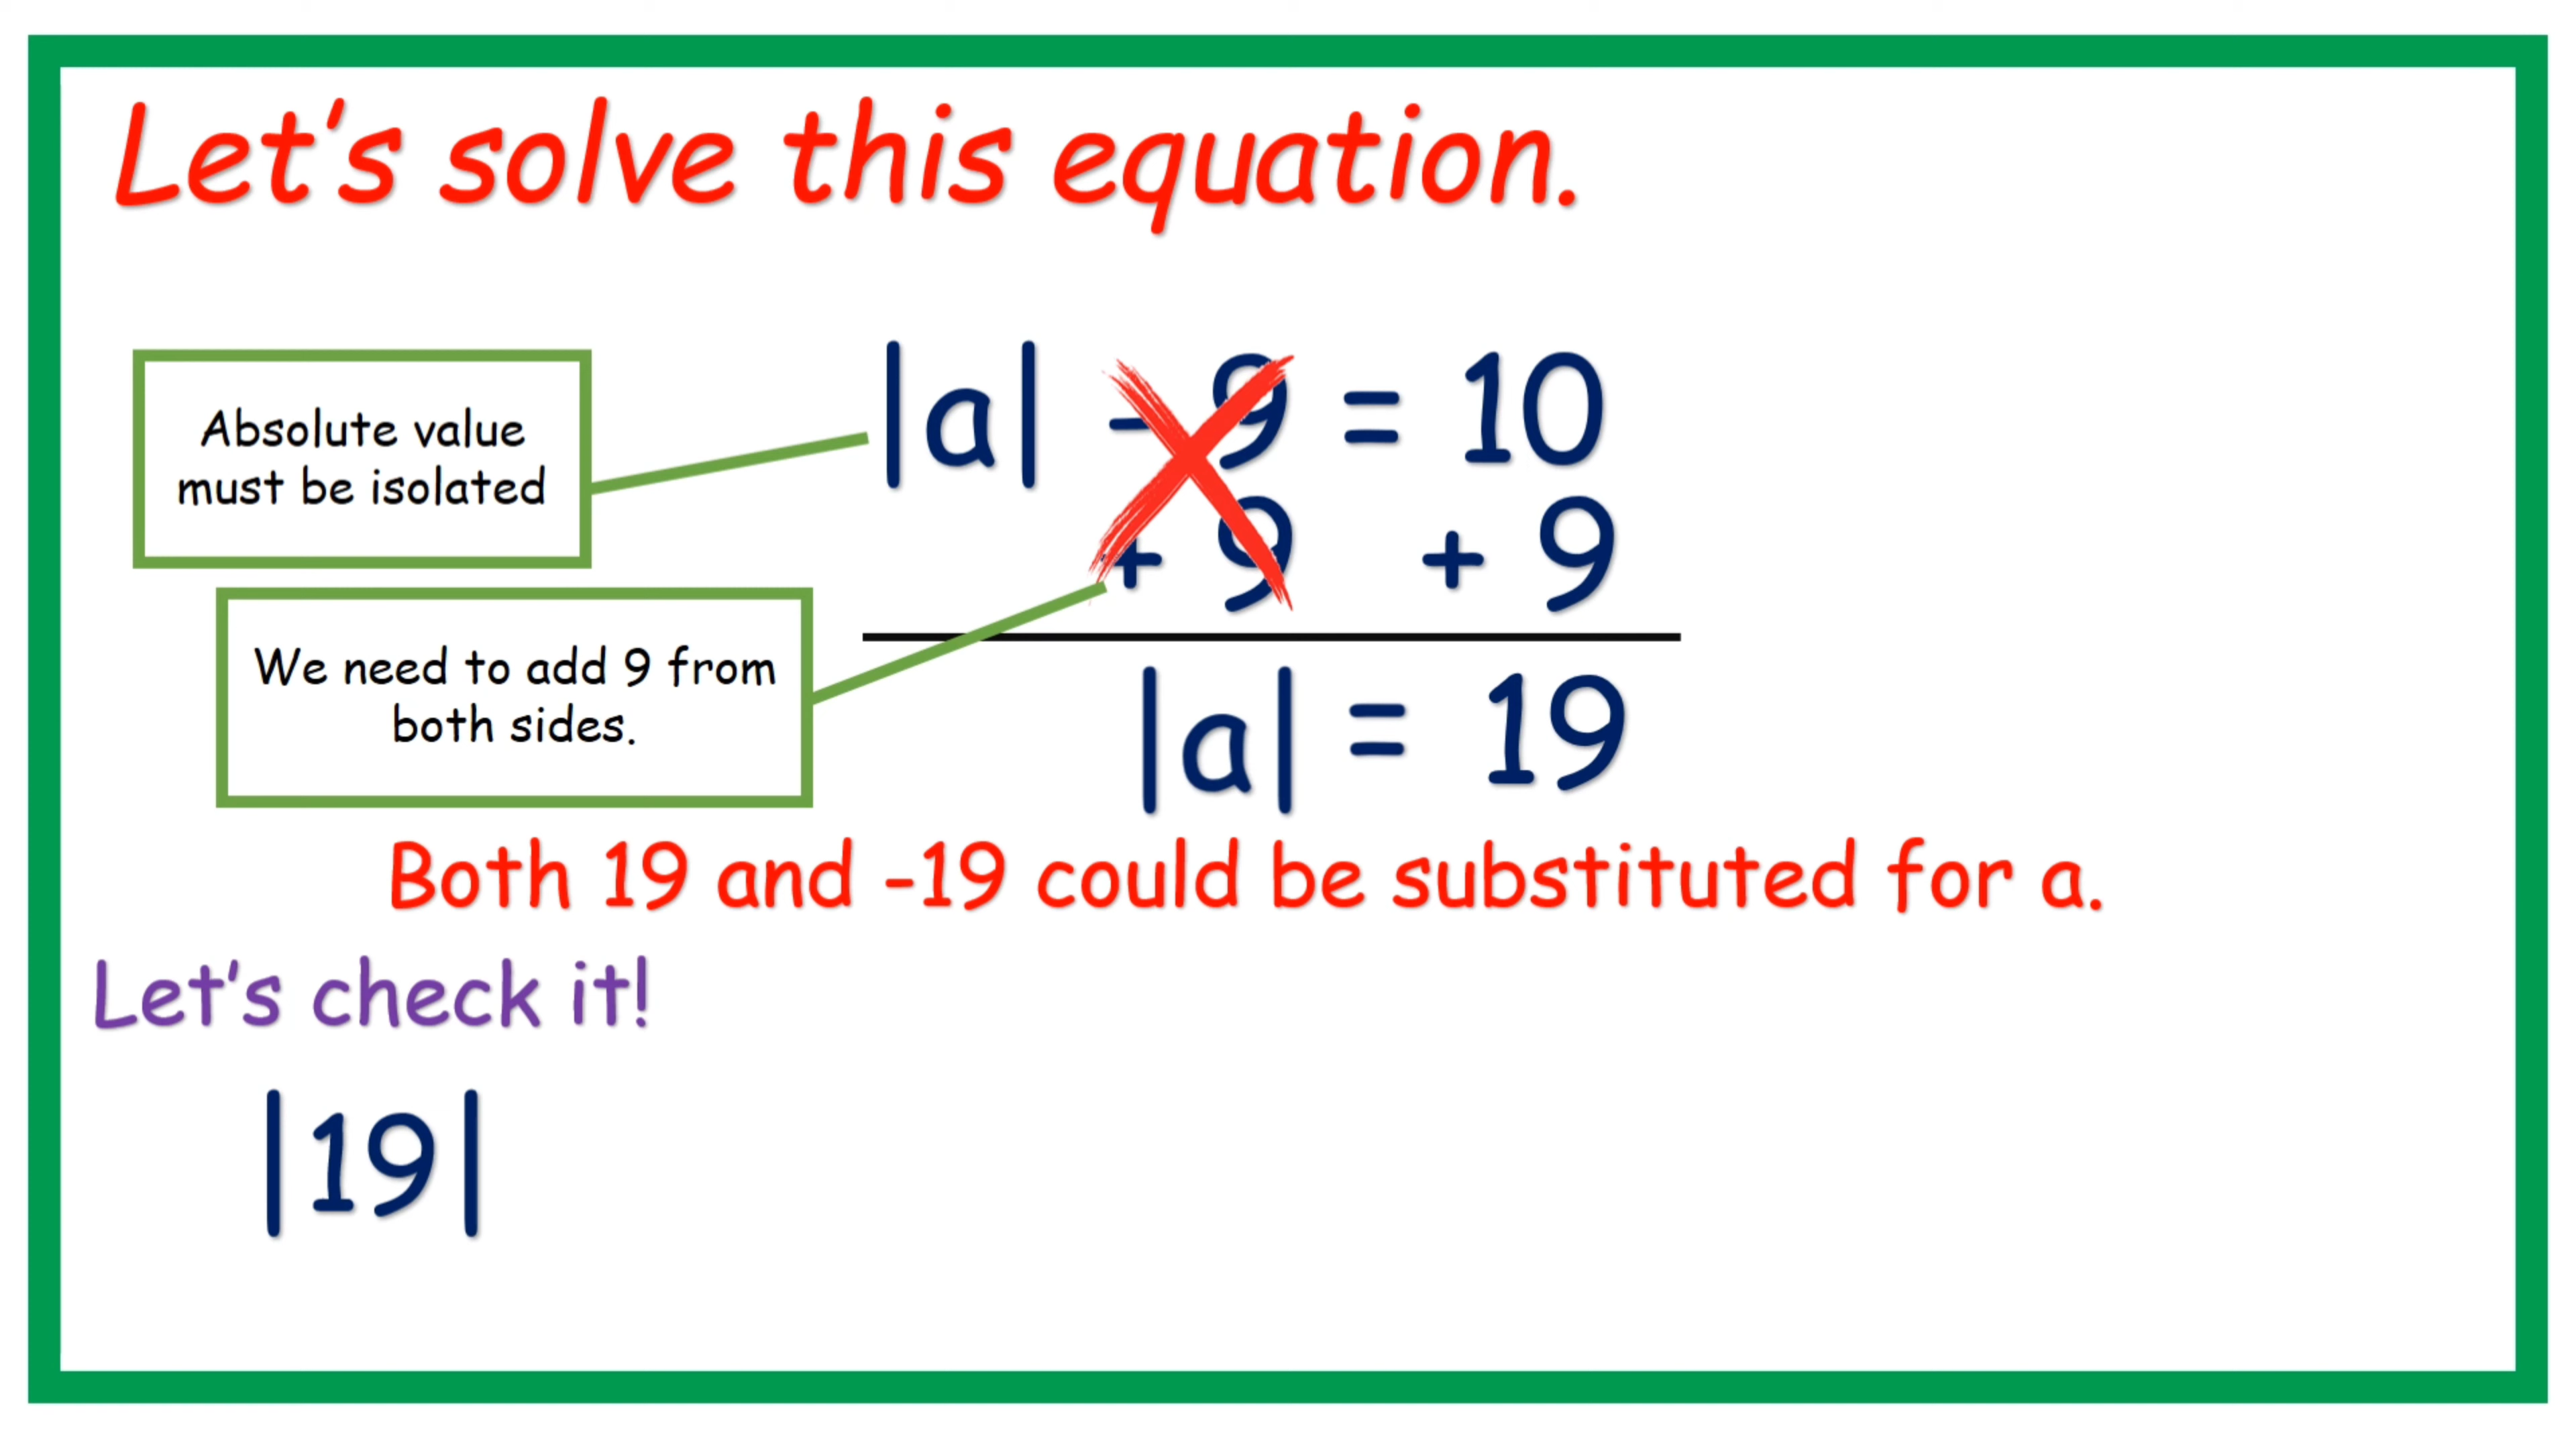 Let's solve this equation.
|a| - 9 = 10
Absolute value
must be isolated
+ 9 + 9
We need to add 9 from
both sides.
|a| = 19
Both 19 and -19 could be substituted for a.
Let's check it!
|19|